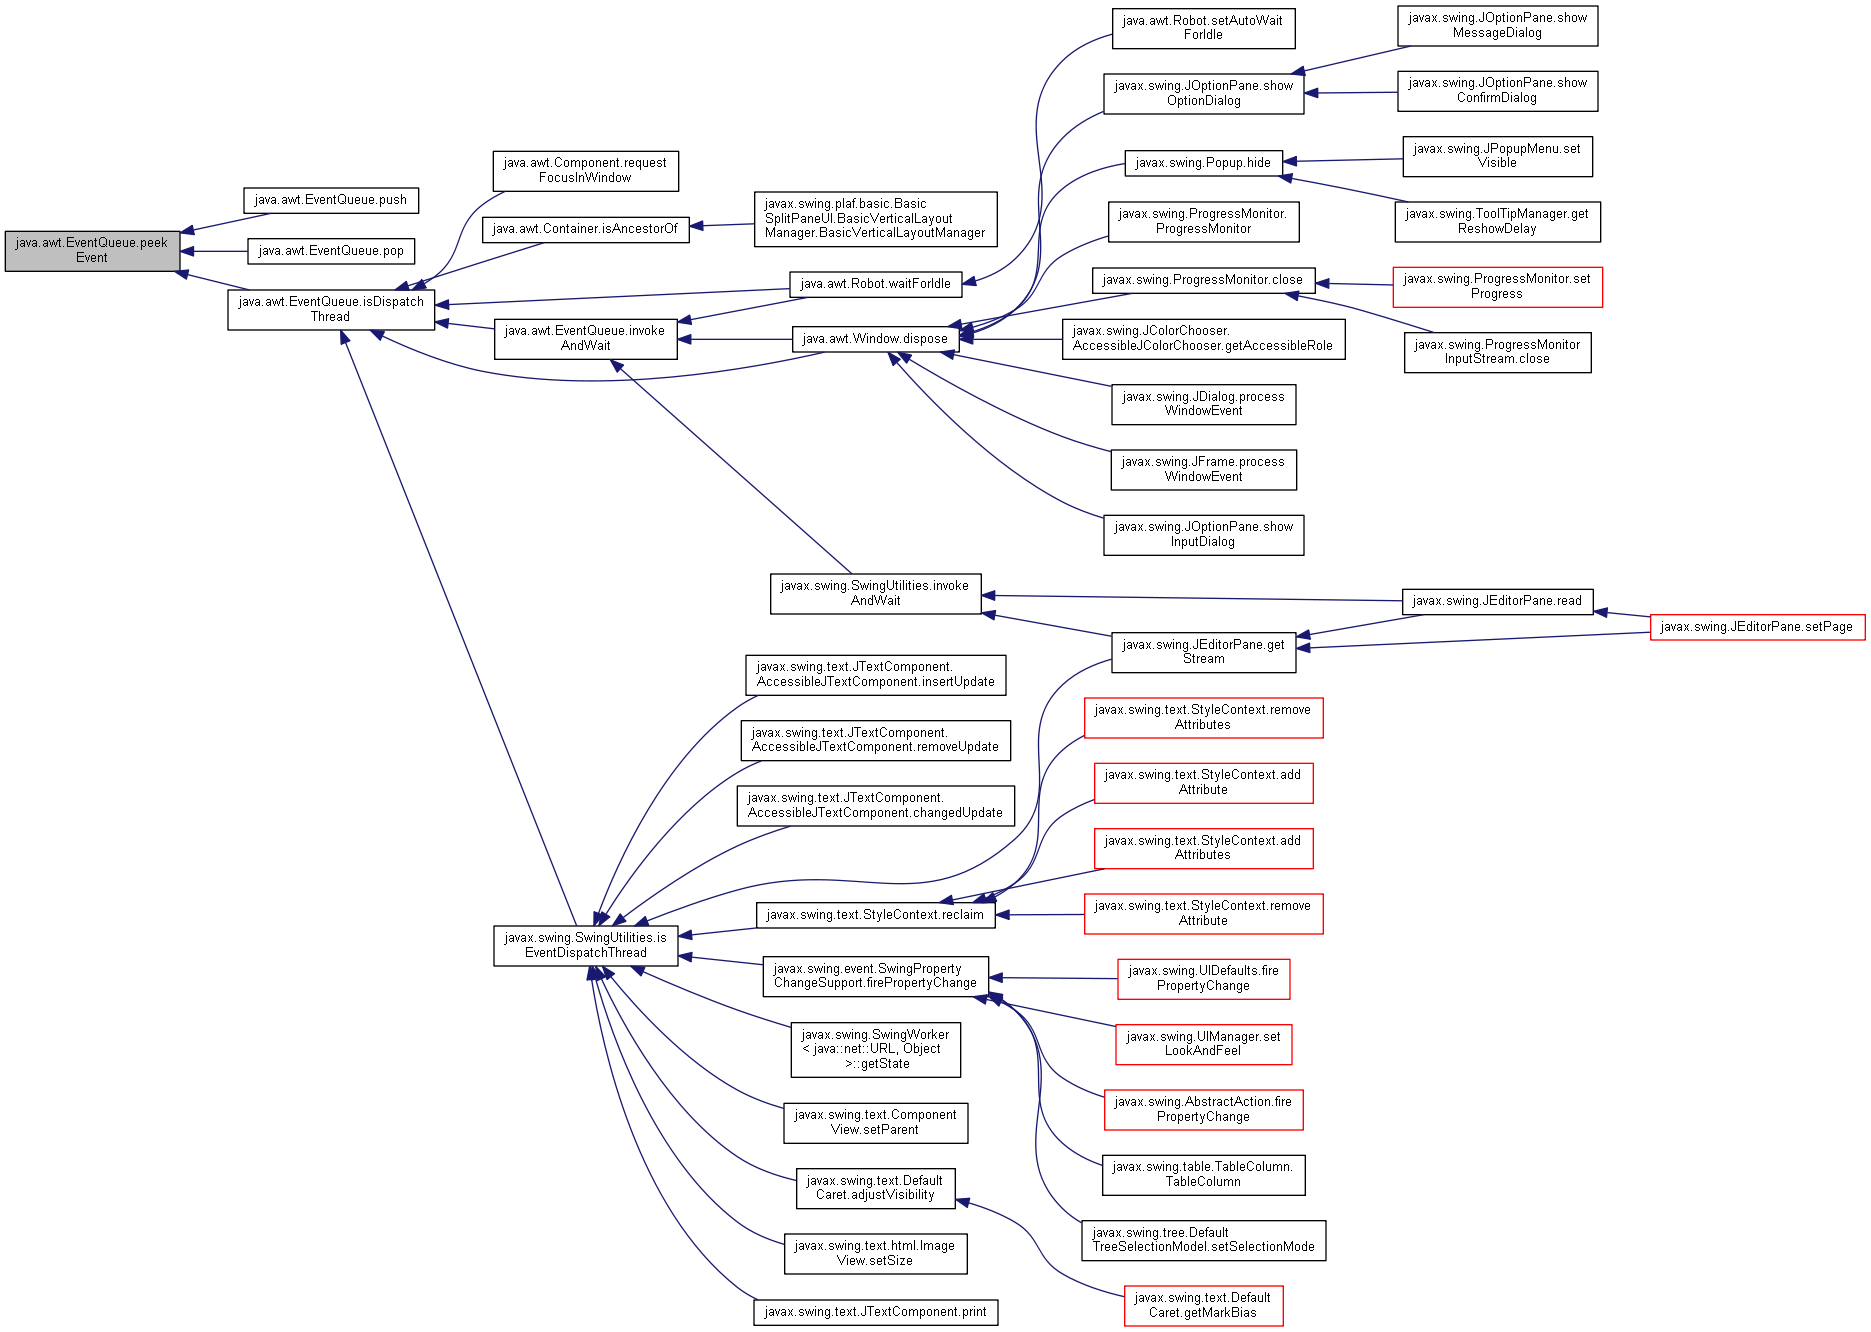 java.awt.EventQueue.peek
Event
java.awt.EventQueue.push
java.awt.EventQueue.pop
java.awt.EventQueue.isDispatch
Thread
java.awt.Component.request
FocusInWindow
java.awt.Container.isAncestorOf
java.awt.EventQueue.invoke
AndWait
javax.swing.SwingUtilities.is
EventDispatchThread
javax.swing.plaf.basic.Basic
SplitPaneUI.BasicVerticalLayout
Manager.BasicVerticalLayoutManager
java.awt.Robot.waitForIdle
java.awt.Window.dispose
javax.swing.SwingUtilities.invoke
AndWait
javax.swing.text.JTextComponent.
AccessibleJTextComponent.insertUpdate
javax.swing.text.JTextComponent.
AccessibleJTextComponent.removeUpdate
javax.swing.text.JTextComponent.
AccessibleJTextComponent.changedUpdate
javax.swing.text.StyleContext.reclaim
javax.swing.event.SwingProperty
ChangeSupport.firePropertyChange
javax.swing.SwingWorker
< java::net::URL, Object
>::getState
javax.swing.text.Component
View.setParent
javax.swing.text.Default
Caret.adjustVisibility
javax.swing.text.html.Image
View.setSize
javax.swing.text.JTextComponent.print
java.awt.Robot.setAutoWait
ForIdle
javax.swing.JOptionPane.show
OptionDialog
javax.swing.Popup.hide
javax.swing.ProgressMonitor.
ProgressMonitor
javax.swing.ProgressMonitor.close
javax.swing.JColorChooser.
AccessibleJColorChooser.getAccessibleRole
javax.swing.JDialog.process
WindowEvent
javax.swing.JFrame.process
WindowEvent
javax.swing.JOptionPane.show
InputDialog
javax.swing.JEditorPane.get
Stream
javax.swing.text.StyleContext.remove
Attributes
javax.swing.text.StyleContext.add
Attribute
javax.swing.text.StyleContext.add
Attributes
javax.swing.text.StyleContext.remove
Attribute
javax.swing.UIDefaults.fire
PropertyChange
javax.swing.UIManager.set
LookAndFeel
javax.swing.AbstractAction.fire
PropertyChange
javax.swing.table.TableColumn.
TableColumn
javax.swing.tree.Default
TreeSelectionModel.setSelectionMode
javax.swing.text.Default
Caret.getMarkBias
javax.swing.JOptionPane.show
MessageDialog
javax.swing.JOptionPane.show
ConfirmDialog
javax.swing.JPopupMenu.set
Visible
javax.swing.ToolTipManager.get
ReshowDelay
javax.swing.ProgressMonitor.set
Progress
javax.swing.ProgressMonitor
InputStream.close
javax.swing.JEditorPane.read
javax.swing.JEditorPane.setPage